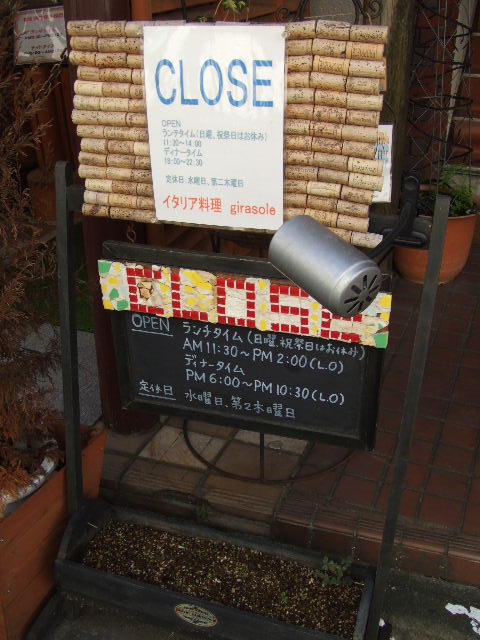 CLOSE
OPEN
ランチタイム(日曜、祝祭日はお休み)
11:30～14:00
ディナータイム
18:00～22:30
定休日 水曜日、第二木曜日
イタリア料理 girasole
CLOSE
OPEN ランチタイム(日曜、祝祭日はお休み)
AM 11:30～PM 2:00(L.O)
ディナータイム
PM 6:00～PM 10:30(L.O)
定休日 水曜日、第2木曜日